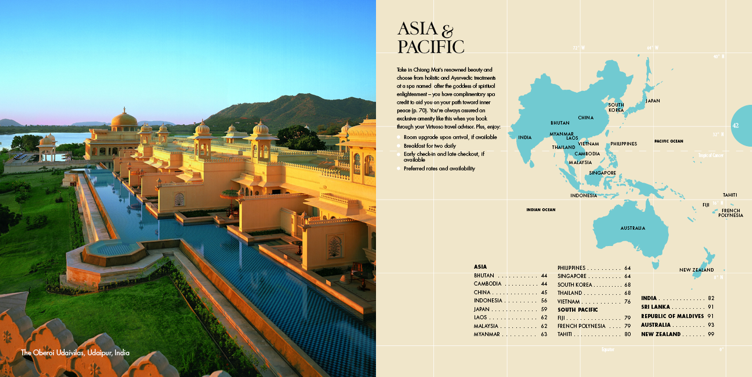 The Oberoi Udaivilas, Udaipur, India
ASIA &
PACIFIC
Take in Chiang Mai's renowned beauty and
choose from holistic and Ayurvedic treatments
at a spa named after the goddess of spiritual
enlightenment – you have complimentary spa
credit to aid you on your path toward inner
peace (p. 70). You're always assured an
exclusive amenity like this when you book
through your Virtuoso travel advisor. Plus, enjoy:
Room upgrade upon arrival, if available
Breakfast for two daily
Early check-in and late checkout, if
available
Preferred rates and availability
JAPAN
SOUTH
KOREA
CHINA
BHUTAN
INDIA
MYANMAR
LAOS
THAILAND
VIETNAM
PHILIPPINES
PACIFIC OCEAN
CAMBODIA
MALAYSIA
SINGAPORE
INDONESIA
INDIAN OCEAN
TAHITI
FIJI
FRENCH
POLYNESIA
AUSTRALIA
NEW ZEALAND
43
ASIA
BHUTAN . . . . . . . . . . 44
CAMBODIA . . . . . . . . 44
CHINA . . . . . . . . . . . 45
INDONESIA . . . . . . . . 56
JAPAN . . . . . . . . . . . 59
LAOS . . . . . . . . . . . . 62
MALAYSIA . . . . . . . . . 62
MYANMAR . . . . . . . . 63
PHILIPPINES . . . . . . . . 64
SINGAPORE . . . . . . . . 64
SOUTH KOREA . . . . . . 68
THAILAND . . . . . . . . . 68
VIETNAM . . . . . . . . . 76
SOUTH PACIFIC
FIJI . . . . . . . . . . . . . 79
FRENCH POLYNESIA . . . 79
TAHITI . . . . . . . . . . . 80
INDIA . . . . . . . . . . . 82
SRI LANKA . . . . . . . . 91
REPUBLIC OF MALDIVES 91
AUSTRALIA . . . . . . . . 93
NEW ZEALAND . . . . . 99